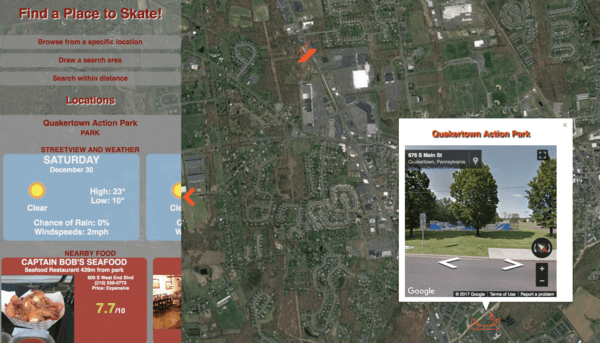 Find a Place to Skate!
Browse from a specific location
Draw a search area
Search within distance
Locations
Quakertown Action Park
PARK
STREETVIEW AND WEATHER
SATURDAY
December 30
High: 23°
Low: 10°
Clear
Chance of Rain: 0%
Windspeeds: 2mph
Cle
W
NEARBY FOOD
CAPTAIN BOB'S SEAFOOD
Seafood Restaurant 439m from park
609 S West End Blvd
(215) 538-0773
Price: Expensive
7.7/10
×
Quakertown Action Park
676 S Main St
Quakertown, Pennsylvania
Google
© 2017 Google
Terms of Use
Report a problem